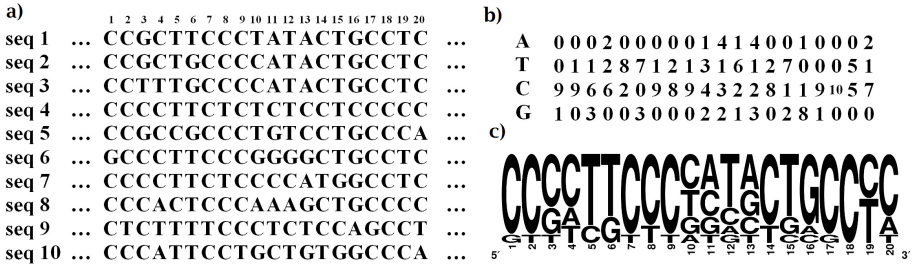 a) 1 2 3 4 5 6 7 8 9 10 11 12 13 14 15 16 17 18 19 20
seq 1 ... CCGCTTCCCTATACTGCCTC ...
seq 2 ... CCGCTGCCCCATACTGCCTC ...
seq 3 ... CCTTTGCCCCATACTGCCTC ...
seq 4 ... CCCCTTCTCTCTCCTCCCCC ...
seq 5 ... CCGCCGCCCTGTCCTGCCCA ...
seq 6 ... GCCCTTCCCGGGGCTGCCTC ...
seq 7 ... CCCCTTCTCCCCATGGCCTC ...
seq 8 ... CCCACTCCCAAAGCTGCCCC ...
seq 9 ... CTCTTTTCCCTCTCCAGCCT ...
seq 10 ... CCCATTCCTGCTGTGGCCCA ...
b)
A 0 0 0 2 0 0 0 0 0 1 4 1 4 0 0 1 0 0 0 2
T 0 1 1 2 8 7 1 2 1 3 1 6 1 2 7 0 0 0 5 1
C 9 9 6 6 2 0 9 8 9 4 3 2 2 8 1 1 9 10 5 7
G 1 0 3 0 0 3 0 0 0 2 2 1 3 0 2 8 1 0 0 0
c)
CCCCTTCCCCATACTGCCCC
5′ 1 2 3 4 5 6 7 8 9 10 11 12 13 14 15 16 17 18 19 20 3′